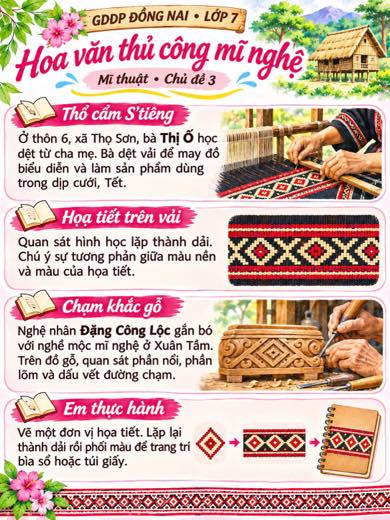 GDDP ĐỒNG NAI • LỚP 7
Hoa văn thủ công mĩ nghệ
Mĩ thuật • Chủ đề 3
Thổ cẩm S'tiêng
Ở thôn 6, xã Thọ Sơn, bà Thị Ố học
dệt từ cha mẹ. Bà dệt vải để may đồ
biểu diễn và làm sản phẩm dùng
trong dịp cưới, Tết.
Họa tiết trên vải
Quan sát hình học lặp thành dải.
Chú ý sự tương phản giữa màu nền
và màu của họa tiết.
Chạm khắc gỗ
Nghệ nhân Đặng Công Lộc gắn bó
với nghề mộc mĩ nghệ ở Xuân Tâm.
Trên đồ gỗ, quan sát phần nổi, phần
lõm và dấu vết đường chạm.
Em thực hành
Vẽ một đơn vị họa tiết. Lặp lại
thành dải rồi phối màu để trang trí
bìa sổ hoặc túi giấy.